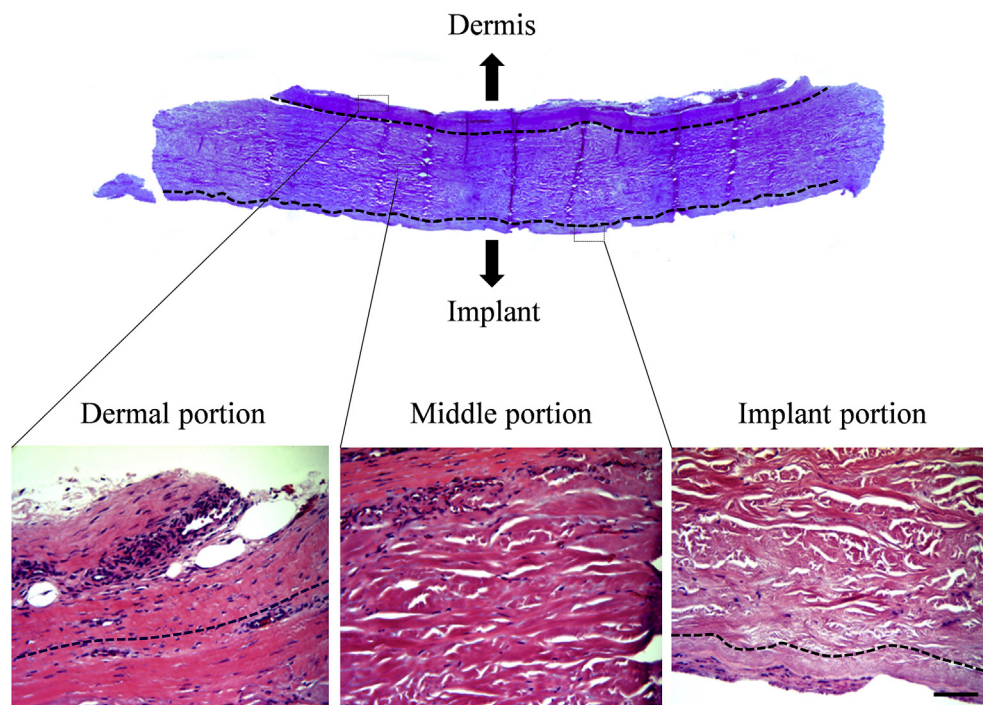 Dermis
Implant
Dermal portion
Middle portion
Implant portion